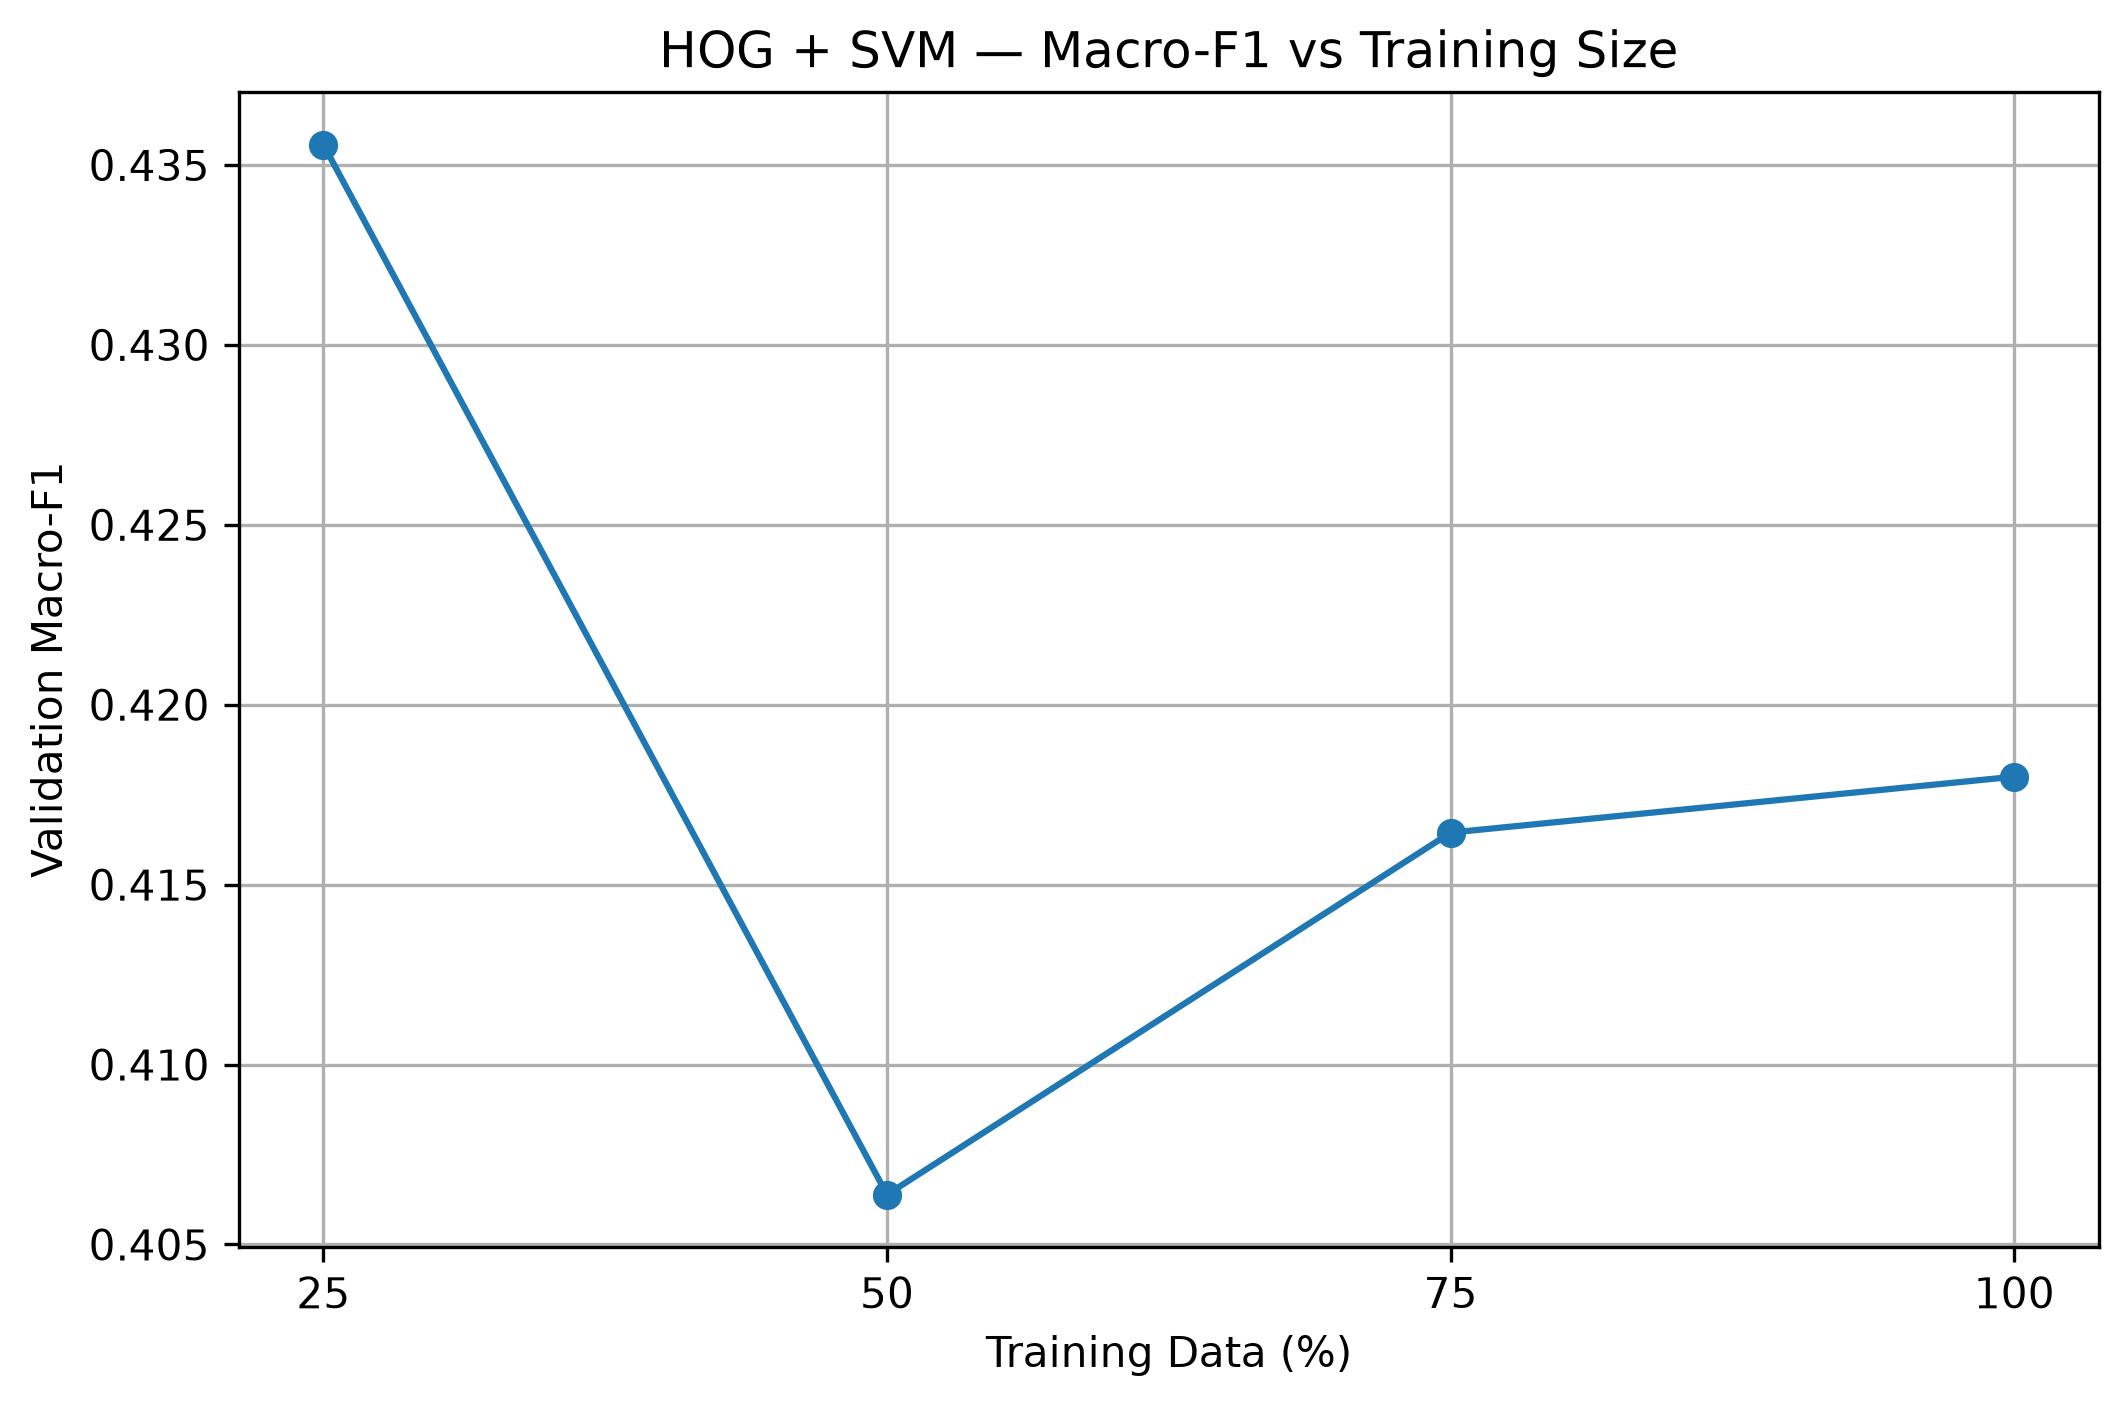 HOG + SVM — Macro-F1 vs Training Size
Validation Macro-F1
0.435
0.430
0.425
0.420
0.415
0.410
0.405
25 50 75 100
Training Data (%)